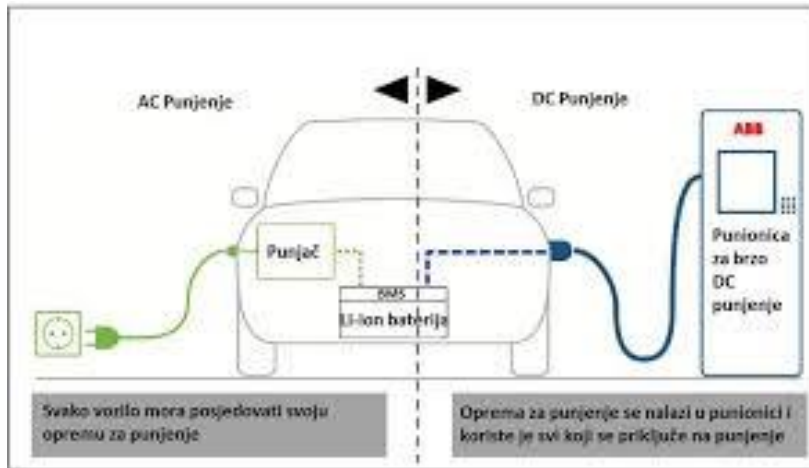 AC Punjenje
DC Punjenje
ABB
Punjač
BMS
Li-ion baterija
Punionica
za brzo
DC
punjenje
Svako vozilo mora posjedovati svoju
opremu za punjenje
Oprema za punjenje se nalazi u punionici i
koriste je svi koji se priključe na punjenje